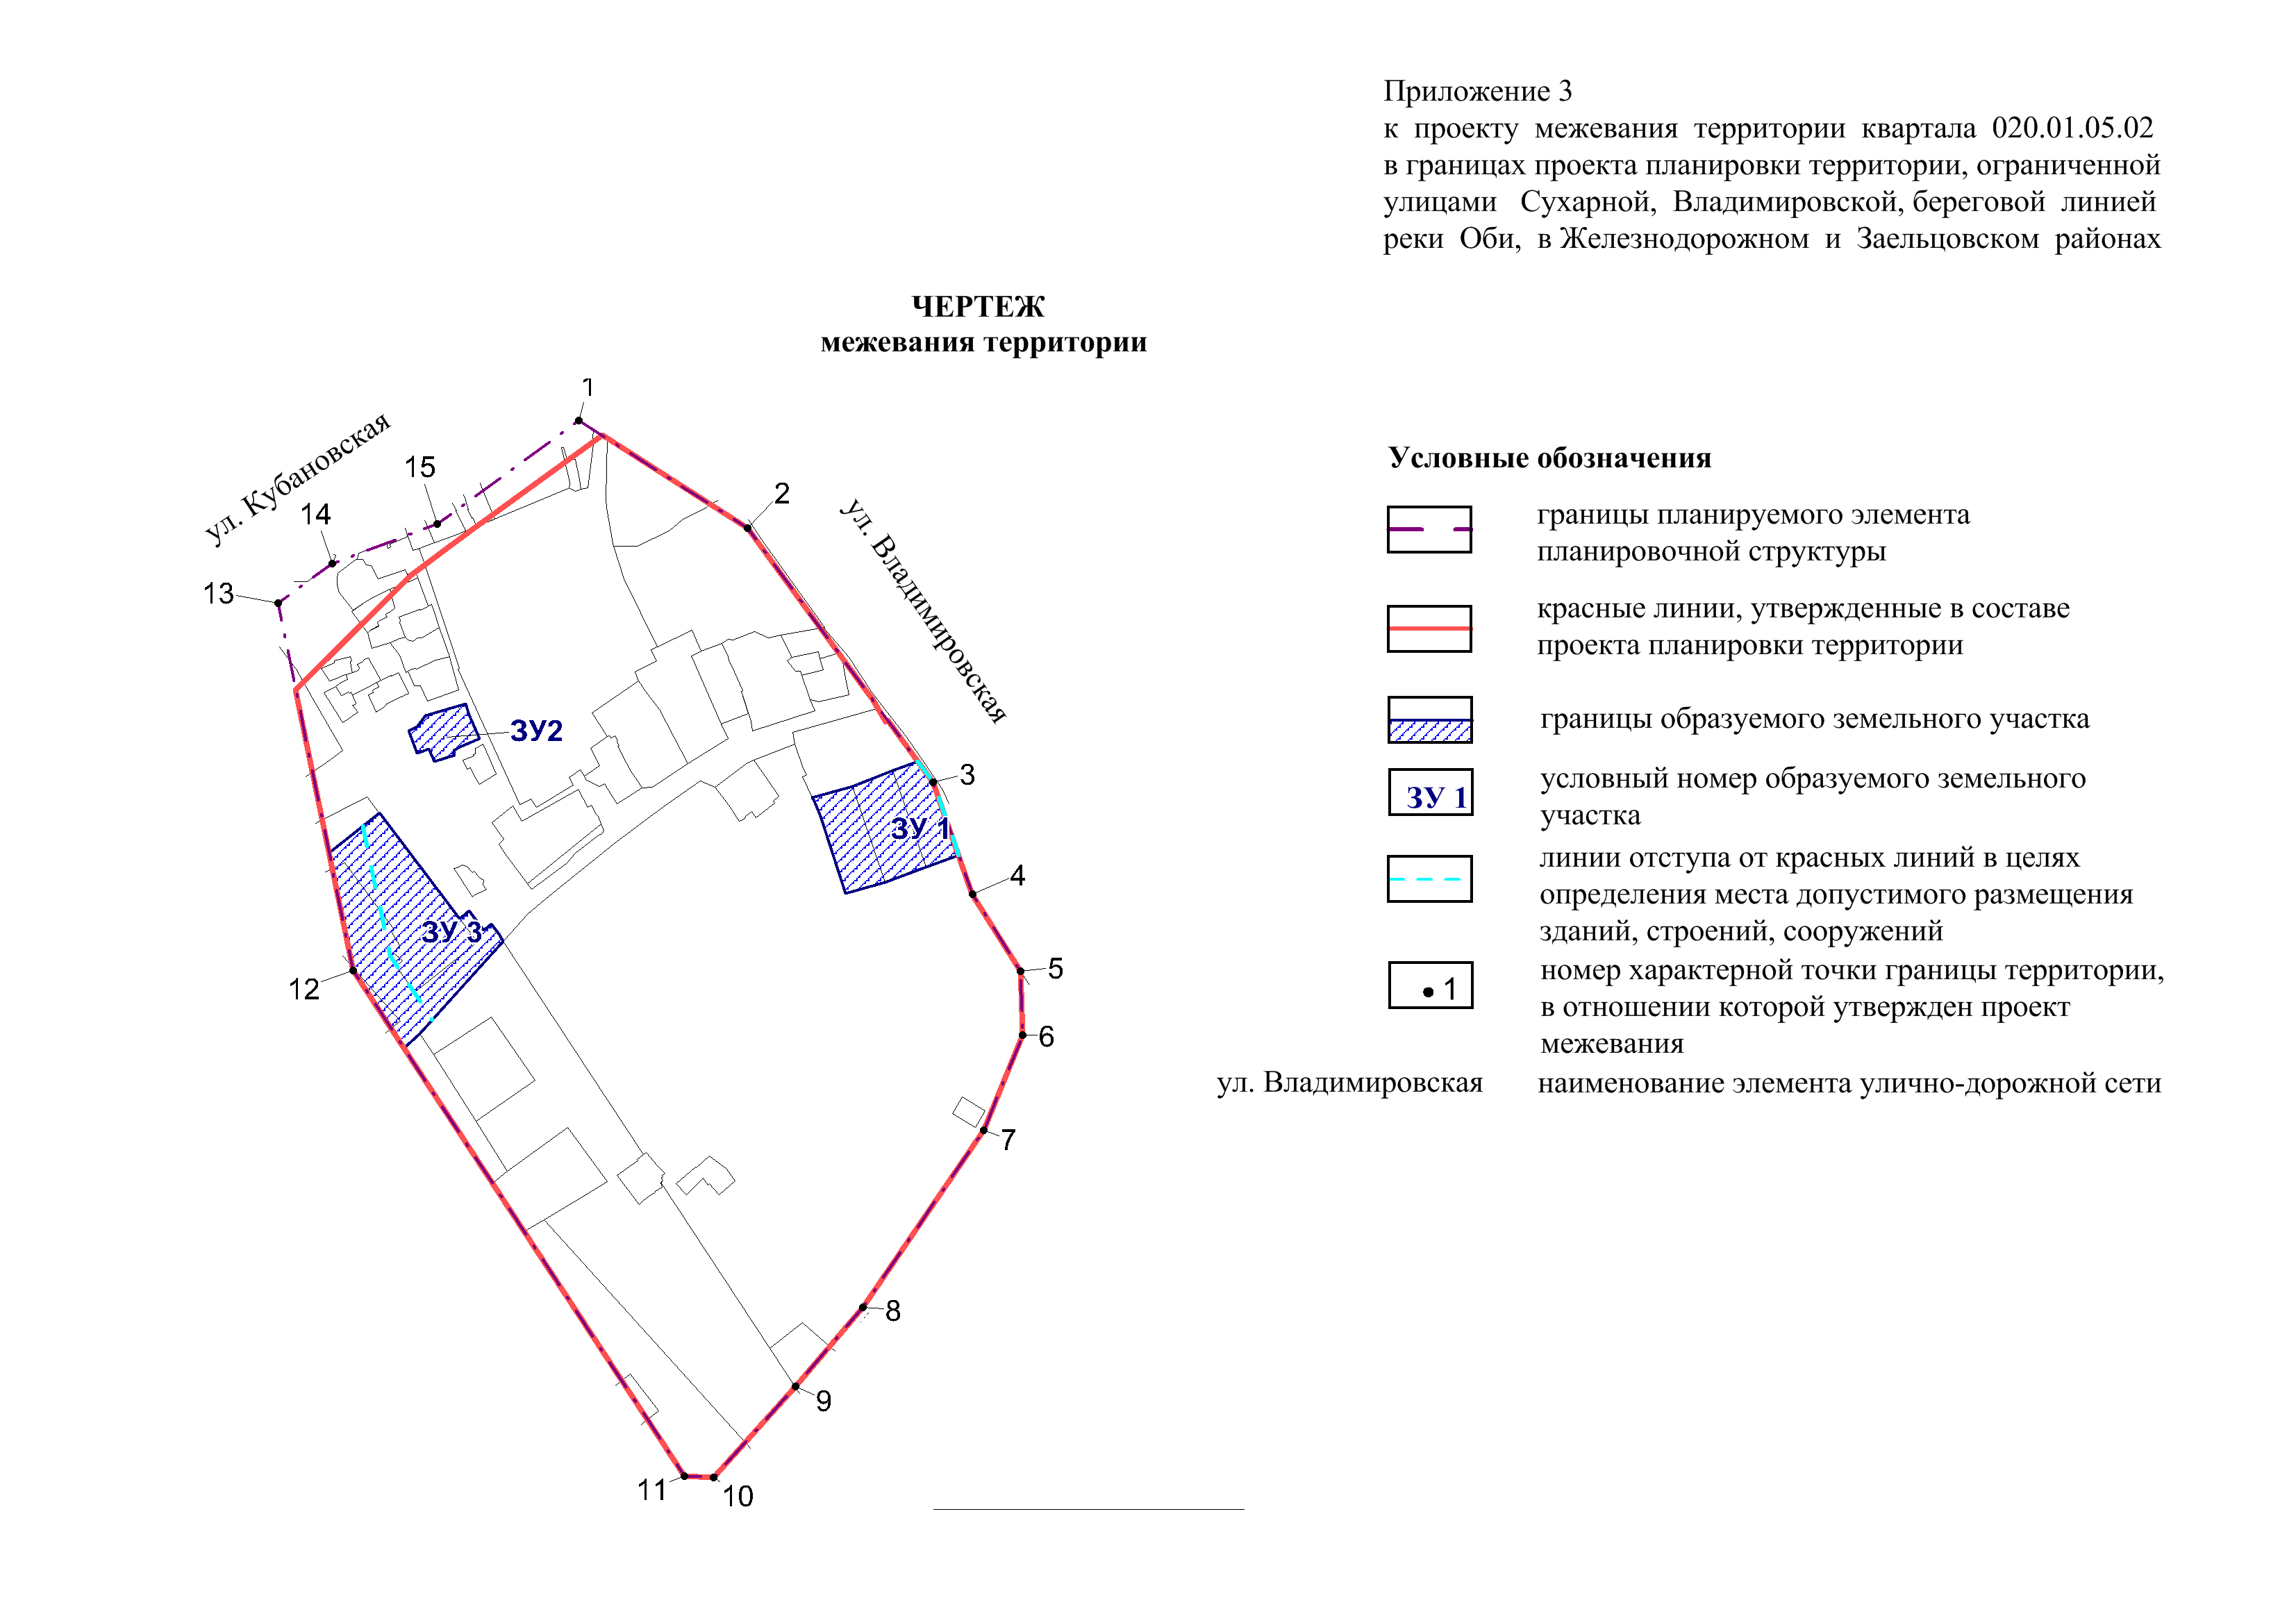 Приложение 3
к проекту межевания территории квартала 020.01.05.02
в границах проекта планировки территории, ограниченной
улицами Сухарной, Владимировской, береговой линией
реки Оби, в Железнодорожном и Заельцовском районах
ЧЕРТЕЖ
межевания территории
1
ул. Кубановская
15
14
13
2
ул. Владимировская
ЗУ2
3
ЗУ 1
4
ЗУ 3
5
12
6
7
8
9
11
10
Условные обозначения
границы планируемого элемента
планировочной структуры
красные линии, утвержденные в составе
проекта планировки территории
границы образуемого земельного участка
ЗУ 1
условный номер образуемого земельного
участка
линии отступа от красных линий в целях
определения места допустимого размещения
зданий, строений, сооружений
1
номер характерной точки границы территории,
в отношении которой утвержден проект
межевания
ул. Владимировская
наименование элемента улично-дорожной сети